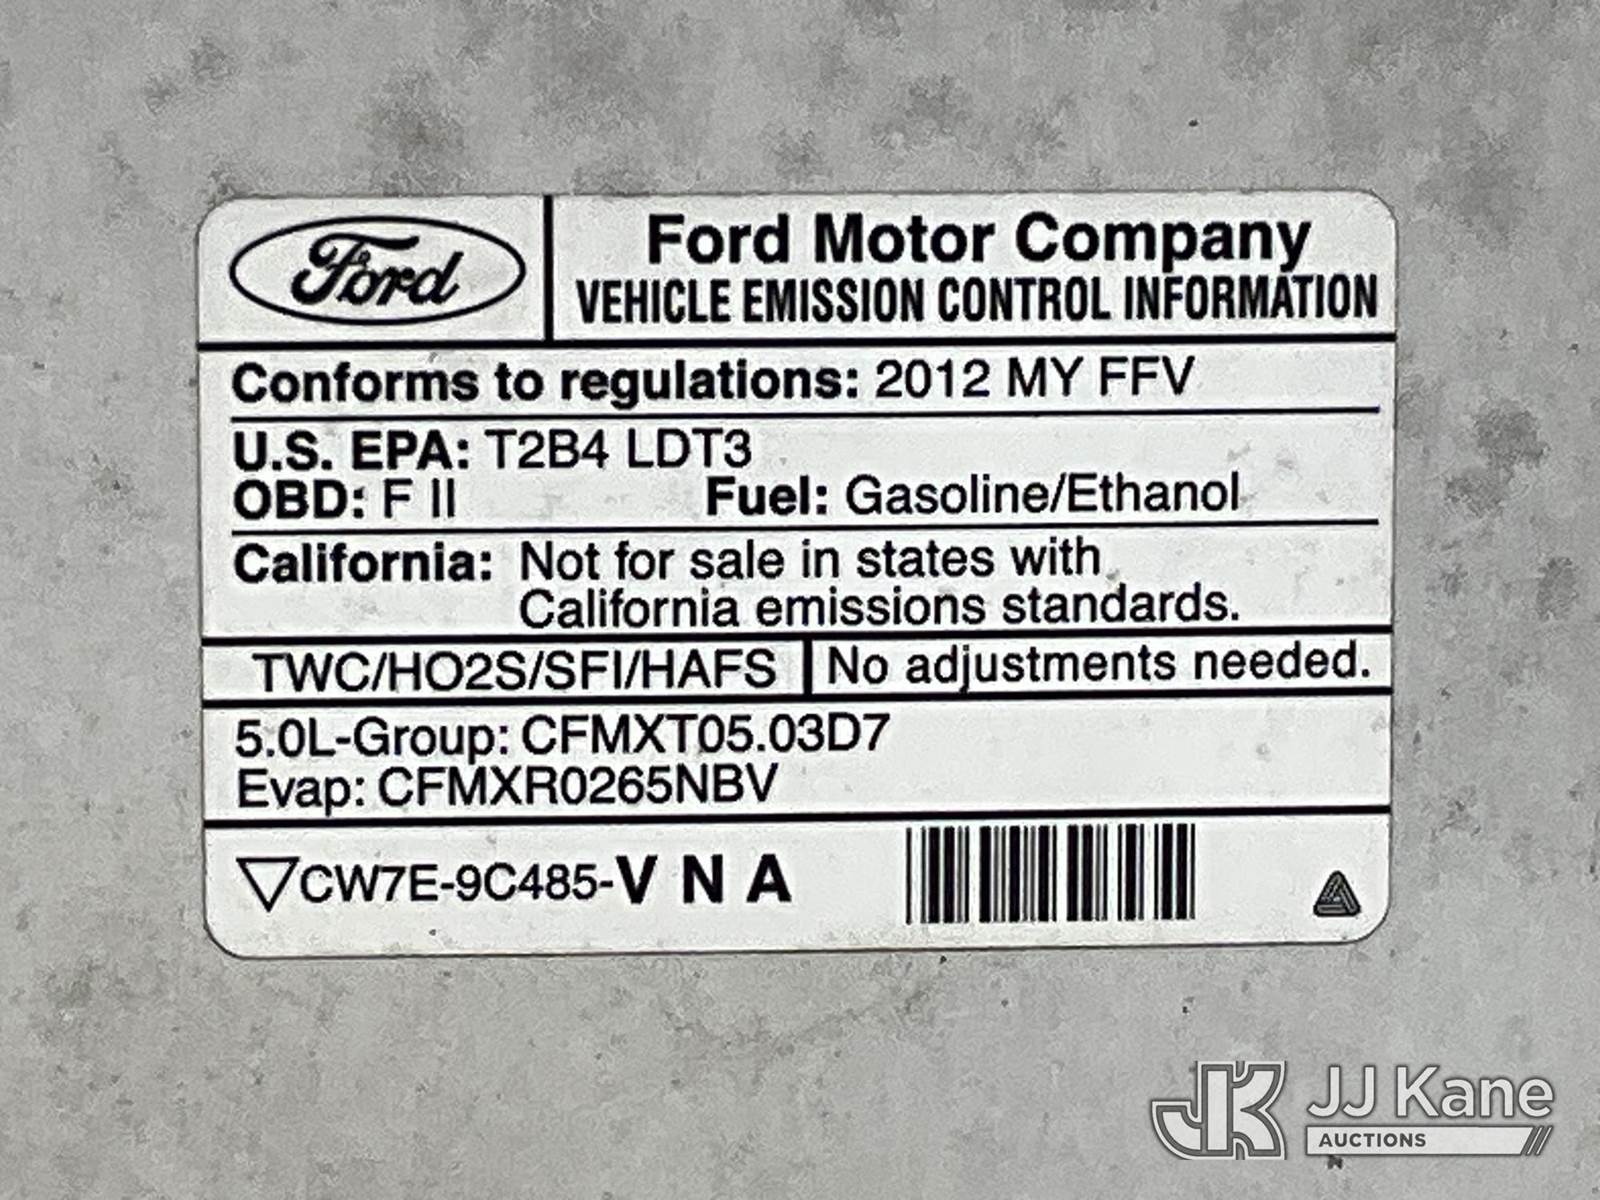 Ford
Ford Motor Company
VEHICLE EMISSION CONTROL INFORMATION
Conforms to regulations: 2012 MY FFV
U.S. EPA: T2B4 LDT3
OBD: F II Fuel: Gasoline/Ethanol
California: Not for sale in states with
California emissions standards.
TWC/HO2S/SFI/HAFS No adjustments needed.
5.0L-Group: CFMXT05.03D7
Evap: CFMXR0265NBV
CW7E-9C485-V N A
JK JJ Kane
AUCTIONS